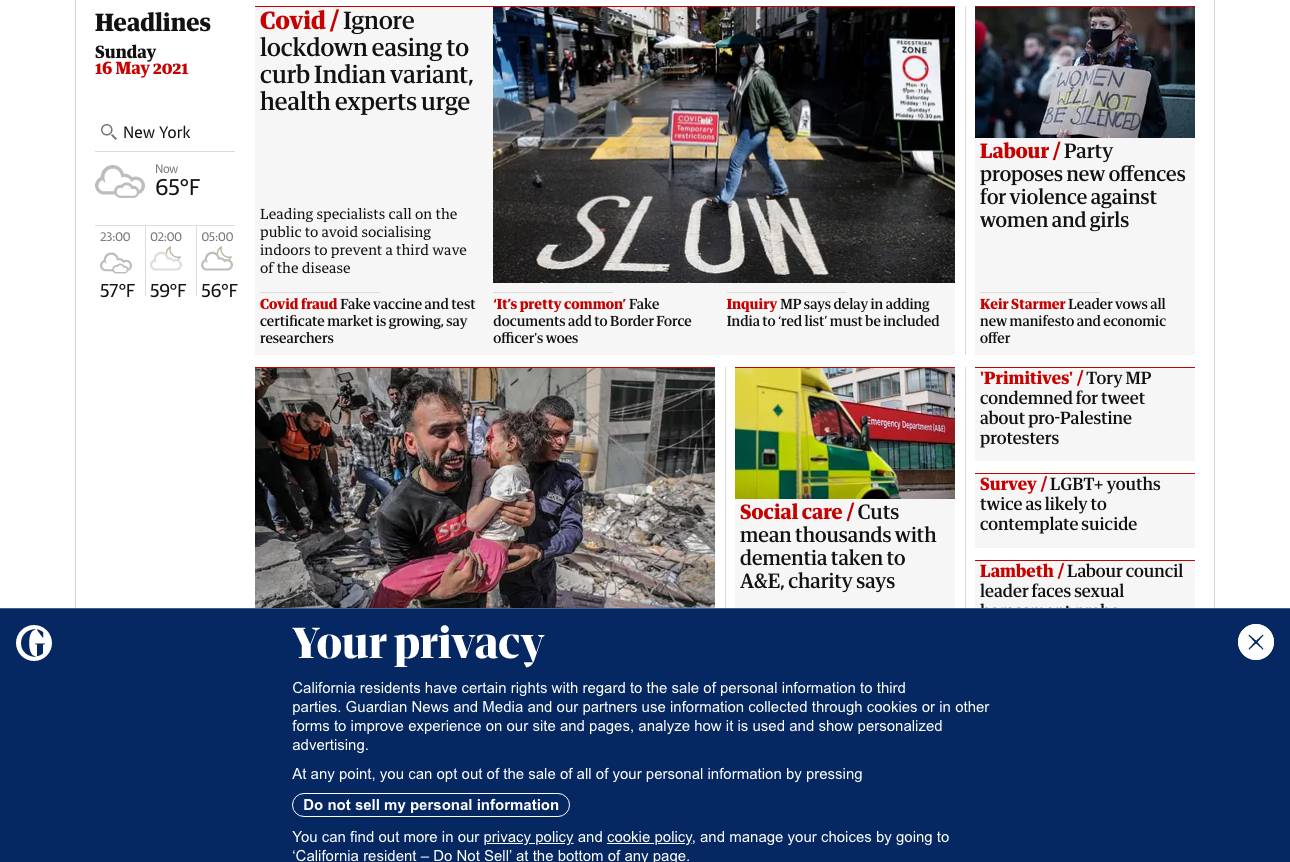 Headlines
Sunday
16 May 2021
New York
Now
65°F
23:00
02:00
05:00
57°F
59°F
56°F
Covid / Ignore
lockdown easing to
curb Indian variant,
health experts urge
Leading specialists call on the
public to avoid socialising
indoors to prevent a third wave
of the disease
PEDESTRIAN
ZONE
Temporary
restrictions
SLOW
Covid fraud Fake vaccine and test
certificate market is growing, say
researchers
‘It’s pretty common’ Fake
documents add to Border Force
officer's woes
Inquiry MP says delay in adding
India to ‘red list’ must be included
WOMEN
WILL NOT
BE SILENCED
Labour / Party
proposes new offences
for violence against
women and girls
Keir Starmer Leader vows all
new manifesto and economic
offer
Emergency Department (A&E)
Social care / Cuts
mean thousands with
dementia taken to
A&E, charity says
'Primitives' / Tory MP
condemned for tweet
about pro-Palestine
protesters
Survey / LGBT+ youths
twice as likely to
contemplate suicide
Lambeth / Labour council
leader faces sexual
Your privacy
California residents have certain rights with regard to the sale of personal information to third
parties. Guardian News and Media and our partners use information collected through cookies or in other
forms to improve experience on our site and pages, analyze how it is used and show personalized
advertising.
At any point, you can opt out of the sale of all of your personal information by pressing
Do not sell my personal information
You can find out more in our privacy policy and cookie policy, and manage your choices by going to
‘California resident – Do Not Sell’ at the bottom of any page.